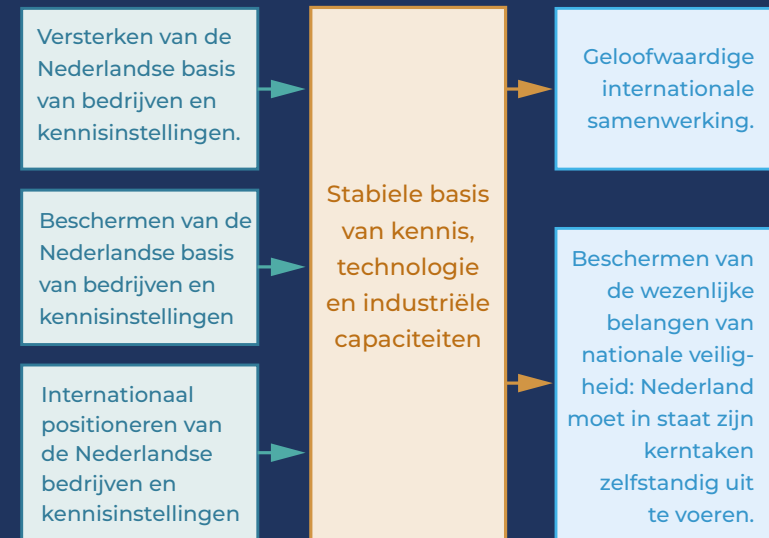 Versterken van de
Nederlandse basis
van bedrijven en
kennisinstellingen.
Beschermen van de
Nederlandse basis
van bedrijven en
kennisinstellingen
Internationaal
positioneren van
de Nederlandse
bedrijven en
kennisinstellingen
Stabiele basis
van kennis,
technologie
en industriële
capaciteiten
Geloofwaardige
internationale
samenwerking.
Beschermen van
de wezenlijke
belangen van
nationale veilig-
heid: Nederland
moet in staat zijn
kerntaken
zelfstandig uit
te voeren.